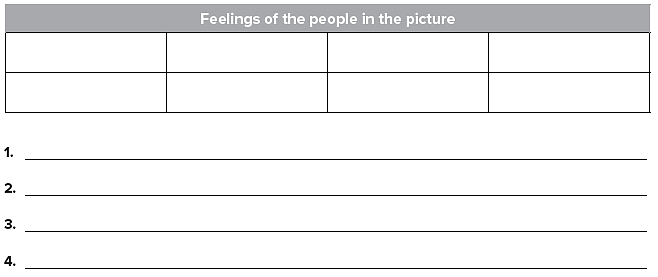 Feelings of the people in the picture
1.
2.
3.
4.